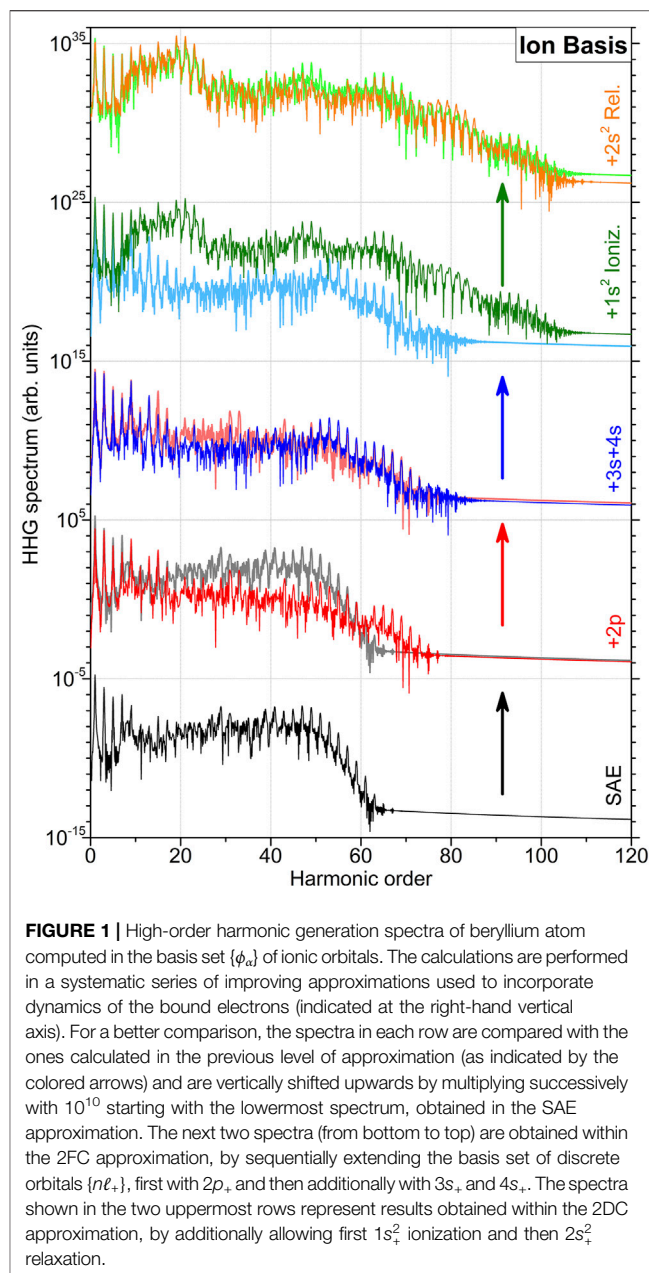 Ion Basis
10^35
10^25
10^15
10^5
10^-5
10^-15
HHG spectrum (arb. units)
+2s² Rel.
+1s² Ioniz.
+3s+4s
+2p
SAE
0 20 40 60 80 100 120
Harmonic order
FIGURE 1 | High-order harmonic generation spectra of beryllium atom
computed in the basis set {ϕ_α} of ionic orbitals. The calculations are performed
in a systematic series of improving approximations used to incorporate
dynamics of the bound electrons (indicated at the right-hand vertical
axis). For a better comparison, the spectra in each row are compared with the
ones calculated in the previous level of approximation (as indicated by the
colored arrows) and are vertically shifted upwards by multiplying successively
with 10^10 starting with the lowermost spectrum, obtained in the SAE
approximation. The next two spectra (from bottom to top) are obtained within
the 2FC approximation, by sequentially extending the basis set of discrete
orbitals {nℓ_+}, first with 2p_+ and then additionally with 3s_+ and 4s_+. The spectra
shown in the two uppermost rows represent results obtained within the 2DC
approximation, by additionally allowing first 1s_+^2 ionization and then 2s_+^2
relaxation.